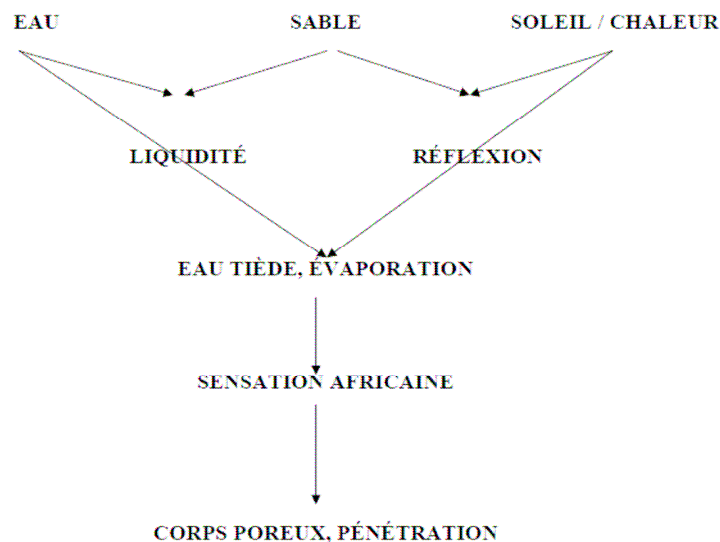 EAU SABLE SOLEIL / CHALEUR
LIQUIDITÉ RÉFLEXION
EAU TIÈDE, ÉVAPORATION
SENSATION AFRICAINE
CORPS POREUX, PÉNÉTRATION